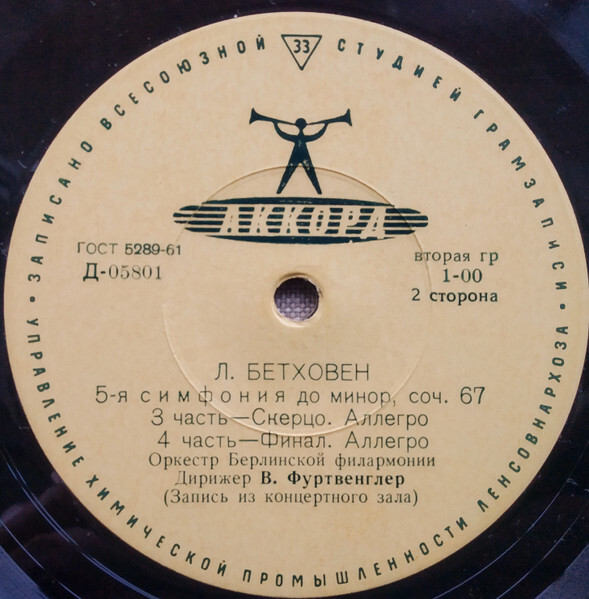 ЗАПИСАНО ВСЕСОЮЗНОЙ 33 СТУДИЕЙ ГРАМЗАПИСИ •
УПРАВЛЕНИЕ ХИМИЧЕСКОЙ ПРОМЫШЛЕННОСТИ ЛЕНСОВНАРХОЗА •
АККОРД
ГОСТ 5289-61
Д-05801
вторая гр
1-00
2 сторона
Л. БЕТХОВЕН
5-я симфония до минор, соч. 67
3 часть—Скерцо. Аллегро
4 часть—Финал. Аллегро
Оркестр Берлинской филармонии
Дирижер В. Фуртвенглер
(Запись из концертного зала)